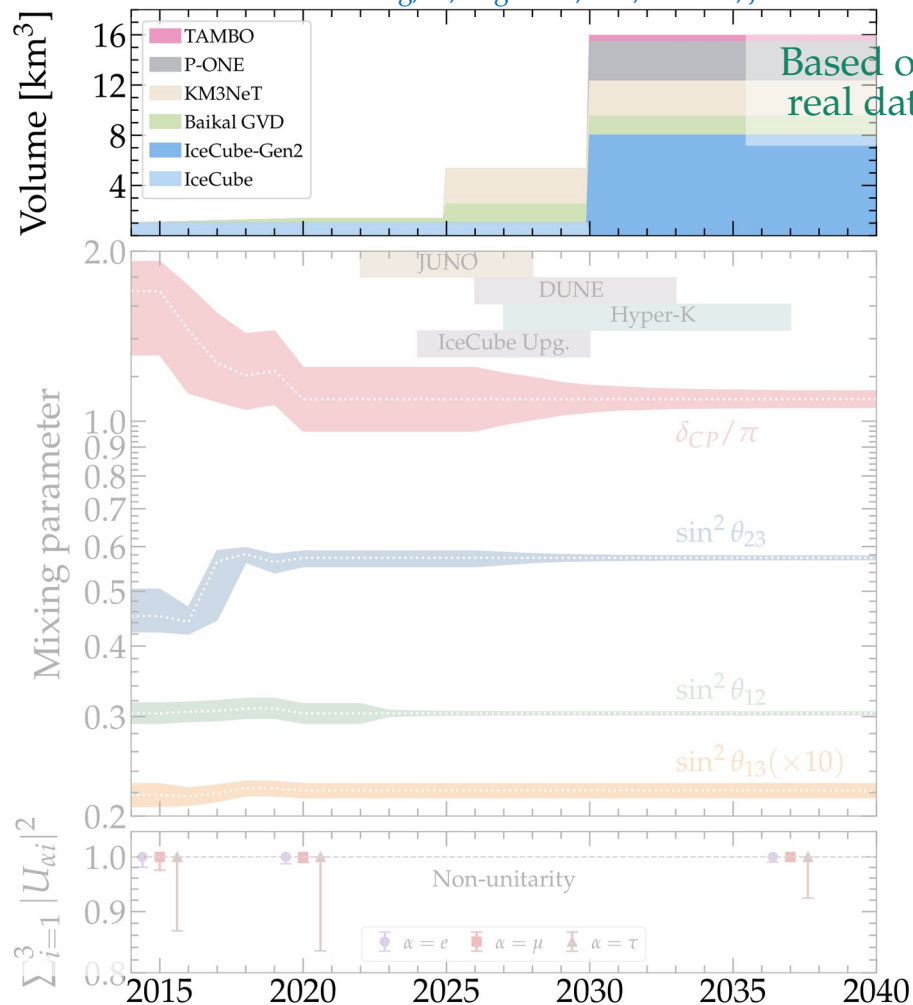 Volume [km³]
16
12
8
4
TAMBO
P-ONE
KM3NeT
Baikal GVD
IceCube-Gen2
IceCube
Based o
real dat
Mixing parameter
2.0
1.0
0.9
0.8
0.7
0.6
0.5
0.4
0.3
0.2
JUNO
DUNE
Hyper-K
IceCube Upg.
δ_CP/π
sin² θ₂₃
sin² θ₁₂
sin² θ₁₃(×10)
Σ³ᵢ₌₁ |U_αi|²
1.0
0.9
0.8
Non-unitarity
α = e α = μ α = τ
2015 2020 2025 2030 2035 2040